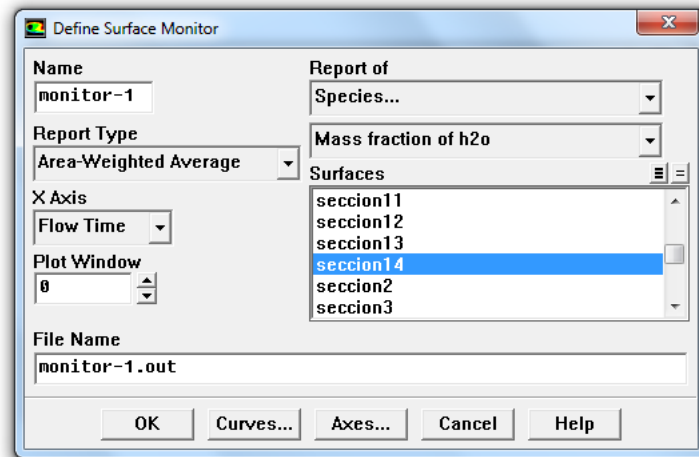 Define Surface Monitor
Name
monitor-1
Report Type
Area-Weighted Average
X Axis
Flow Time
Plot Window
0
Report of
Species...
Mass fraction of h2o
Surfaces
seccion11
seccion12
seccion13
seccion14
seccion2
seccion3
File Name
monitor-1.out
OK Curves... Axes... Cancel Help